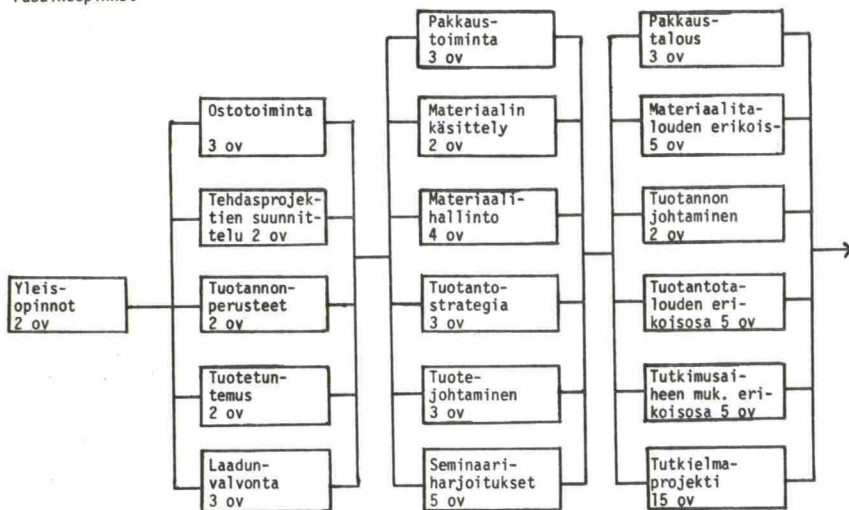 Pakkaus-
toiminta
3 ov
Pakkaus-
talous
3 ov
Ostotoiminta
3 ov
Materiaalin
käsittely
2 ov
Materiaalita-
louden erikois-
5 ov
Tehdasprojek-
tien suunnit-
telu 2 ov
Materiaali-
hallinto
4 ov
Tuotannon
johtaminen
2 ov
Yleis-
opinnot
2 ov
Tuotannon-
perusteet
2 ov
Tuotanto-
strategia
3 ov
Tuotantota-
louden eri-
koisosa 5 ov
Tuotetun-
temus
2 ov
Tuote-
johtaminen
3 ov
Tutkimusai-
heen muk. eri-
koisosa 5 ov
Laadun-
valvonta
3 ov
Seminaari-
harjoitukset
5 ov
Tutkielma-
projekti
15 ov